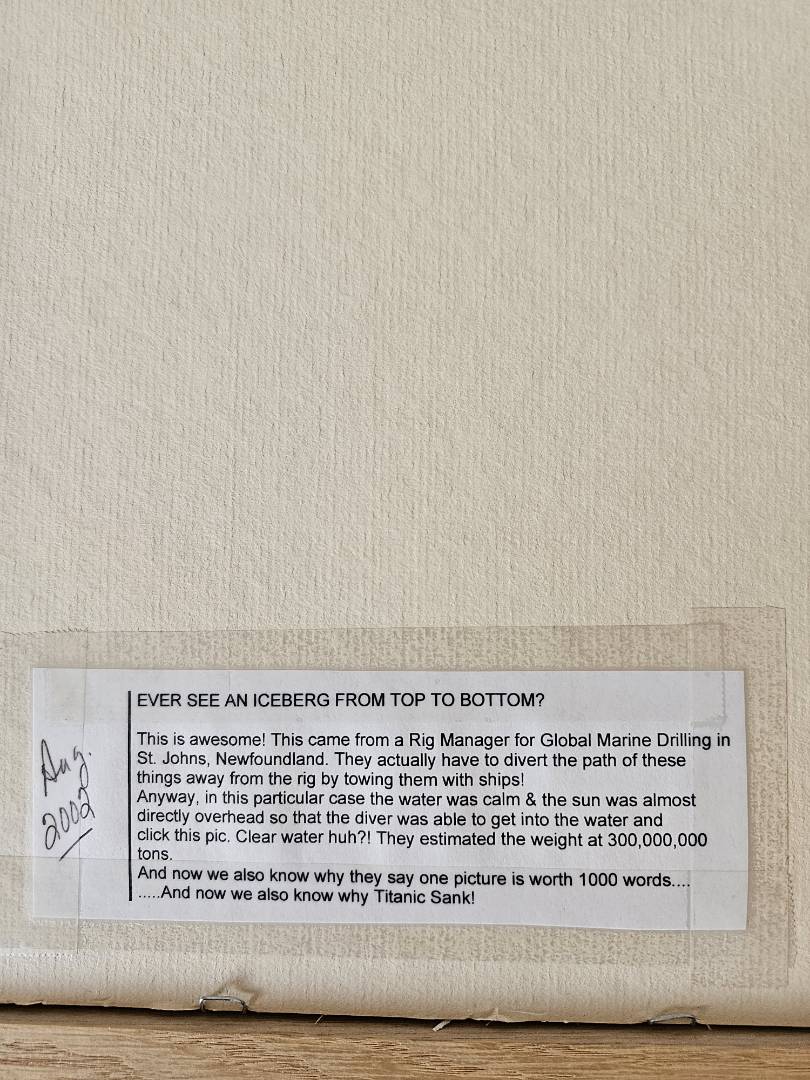 EVER SEE AN ICEBERG FROM TOP TO BOTTOM?
This is awesome! This came from a Rig Manager for Global Marine Drilling in
St. Johns, Newfoundland. They actually have to divert the path of these
things away from the rig by towing them with ships!
Anyway, in this particular case the water was calm & the sun was almost
directly overhead so that the diver was able to get into the water and
click this pic. Clear water huh?! They estimated the weight at 300,000,000
tons.
And now we also know why they say one picture is worth 1000 words....
.....And now we also know why Titanic Sank!
Aug.
2002